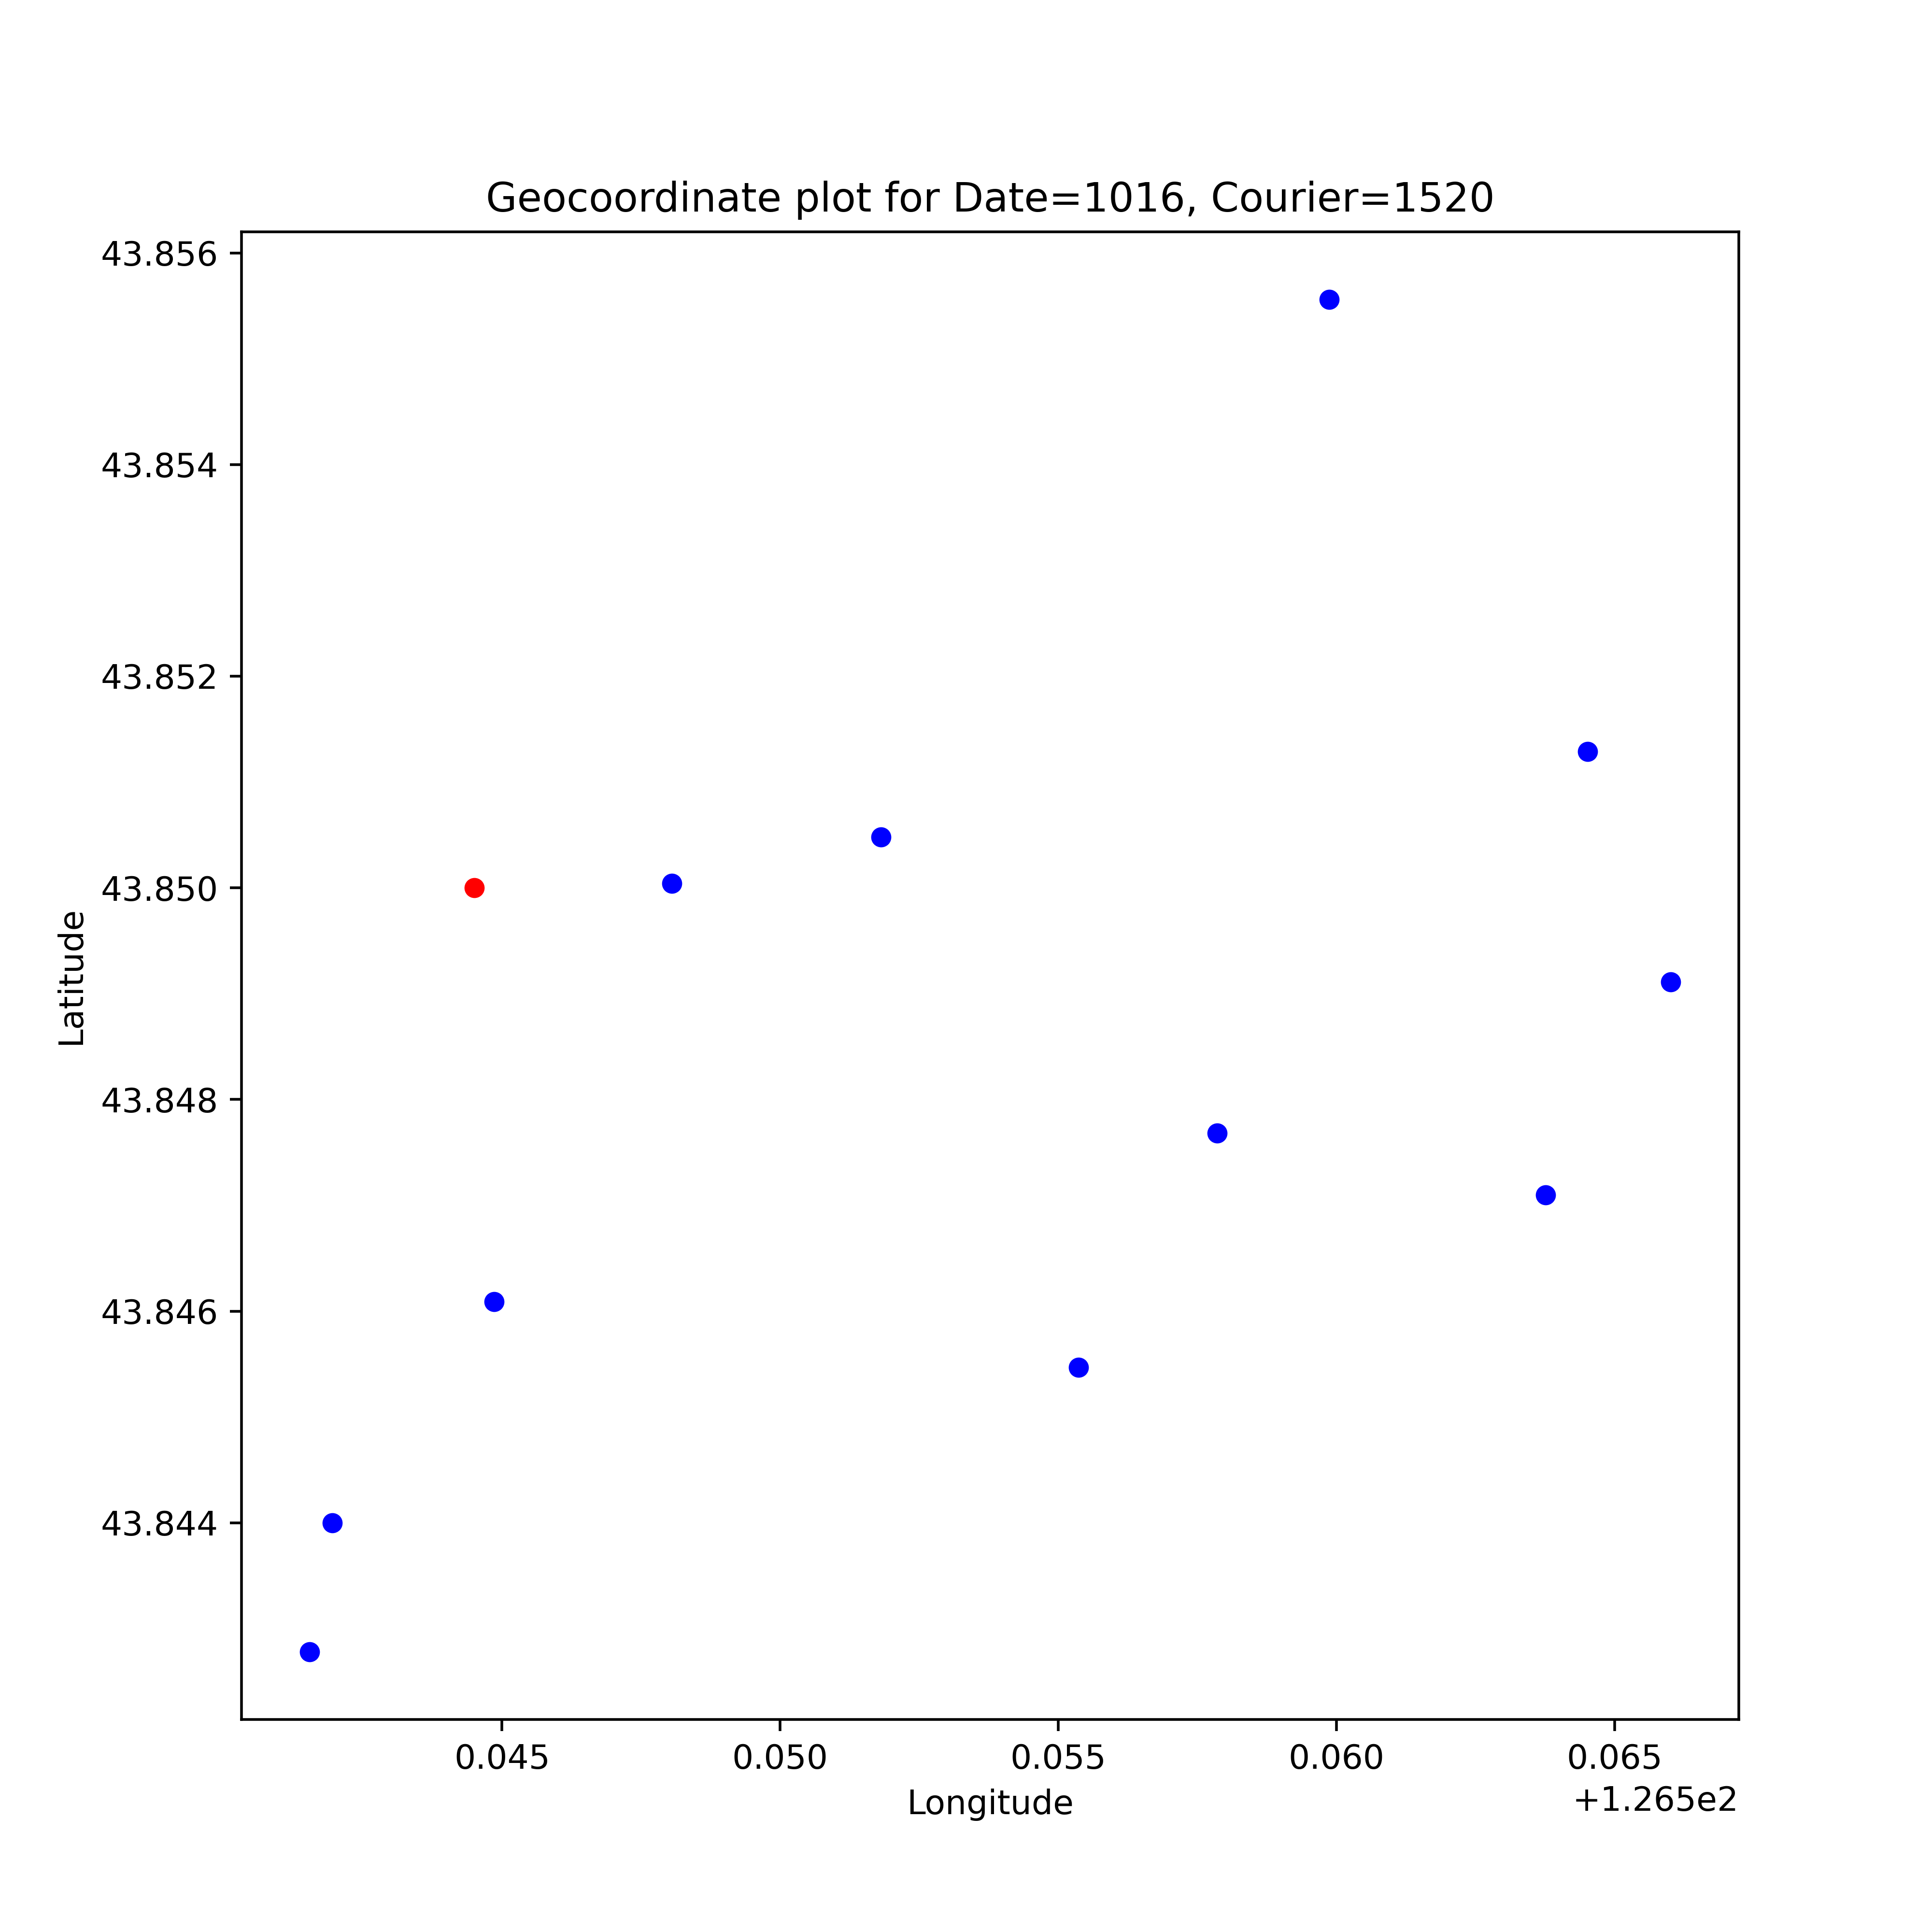 Geocoordinate plot for Date=1016, Courier=1520
43.856
43.854
43.852
43.850
43.848
43.846
43.844
Latitude
0.045 0.050 0.055 0.060 0.065
+1.265e2
Longitude